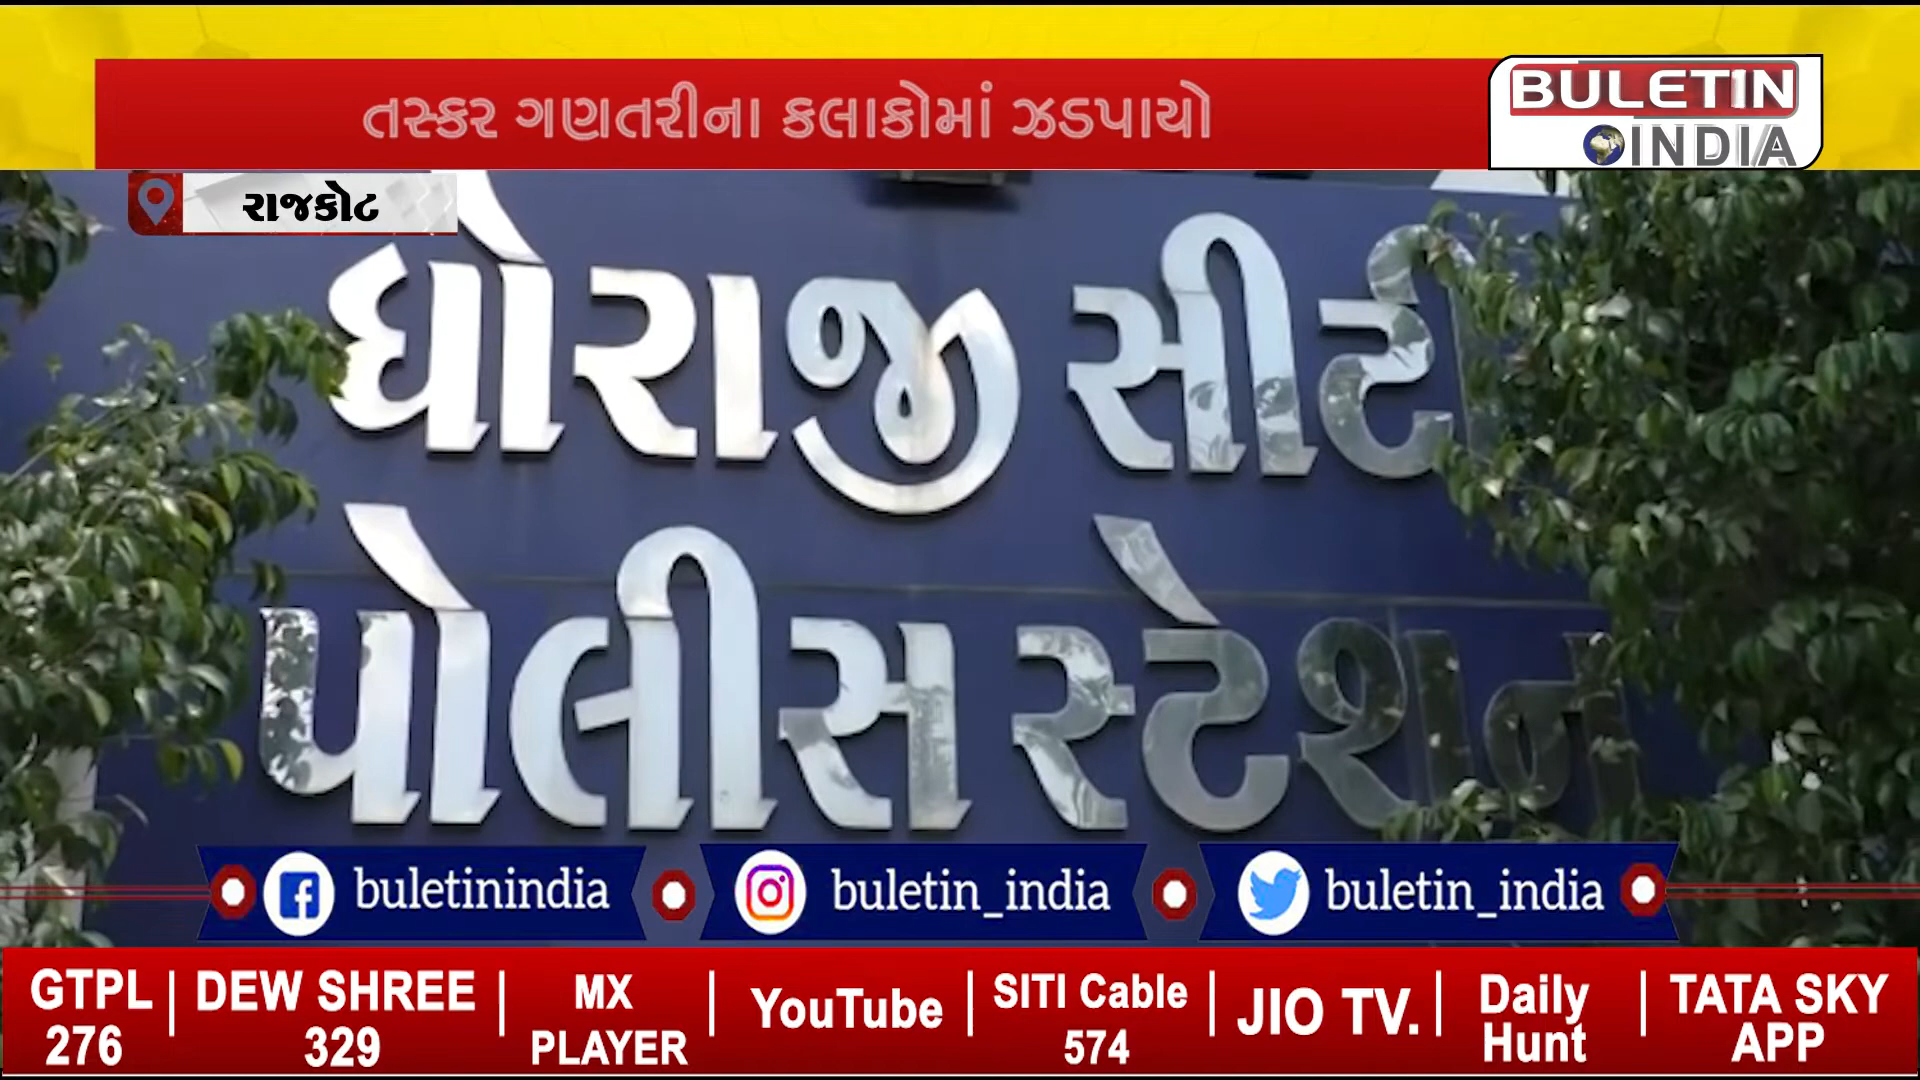 તસ્કર ગણતરીના કલાકોમાં ઝડપાયો
BULETIN
INDIA
રાજકોટ
ધોરાજી સીટી
પોલીસ સ્ટેશન
buletinindia
buletin_india
buletin_india
GTPL
276
DEW SHREE
329
MX
PLAYER
YouTube
SITI Cable
574
JIO TV.
Daily
Hunt
TATA SKY
APP